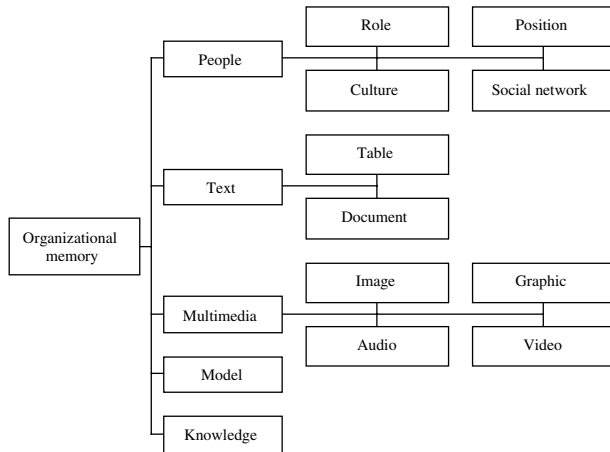 Role
Position
People
Culture
Social network
Table
Text
Document
Organizational
memory
Image
Graphic
Multimedia
Audio
Video
Model
Knowledge